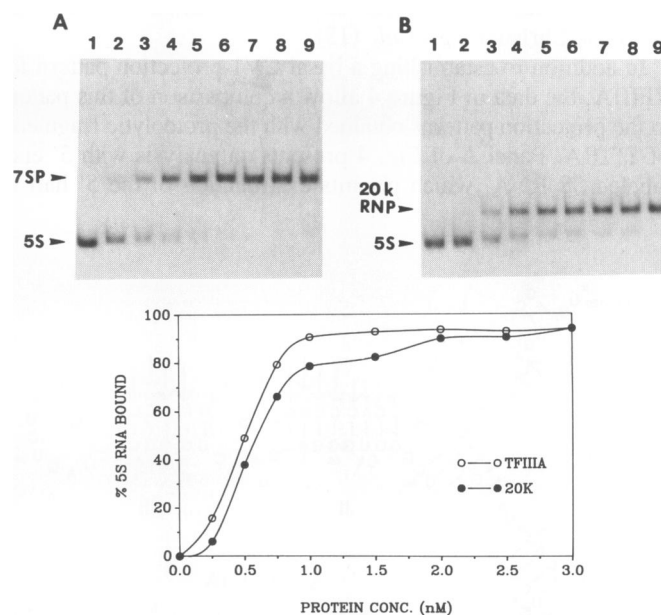 A
B
1 2 3 4 5 6 7 8 9
1 2 3 4 5 6 7 8 9
7SP
5S
20k
RNP
5S
100
80
60
40
20
0
% 5S RNA BOUND
TFIIIA
20K
0.0 0.5 1.0 1.5 2.0 2.5 3.0
PROTEIN CONC. (nM)